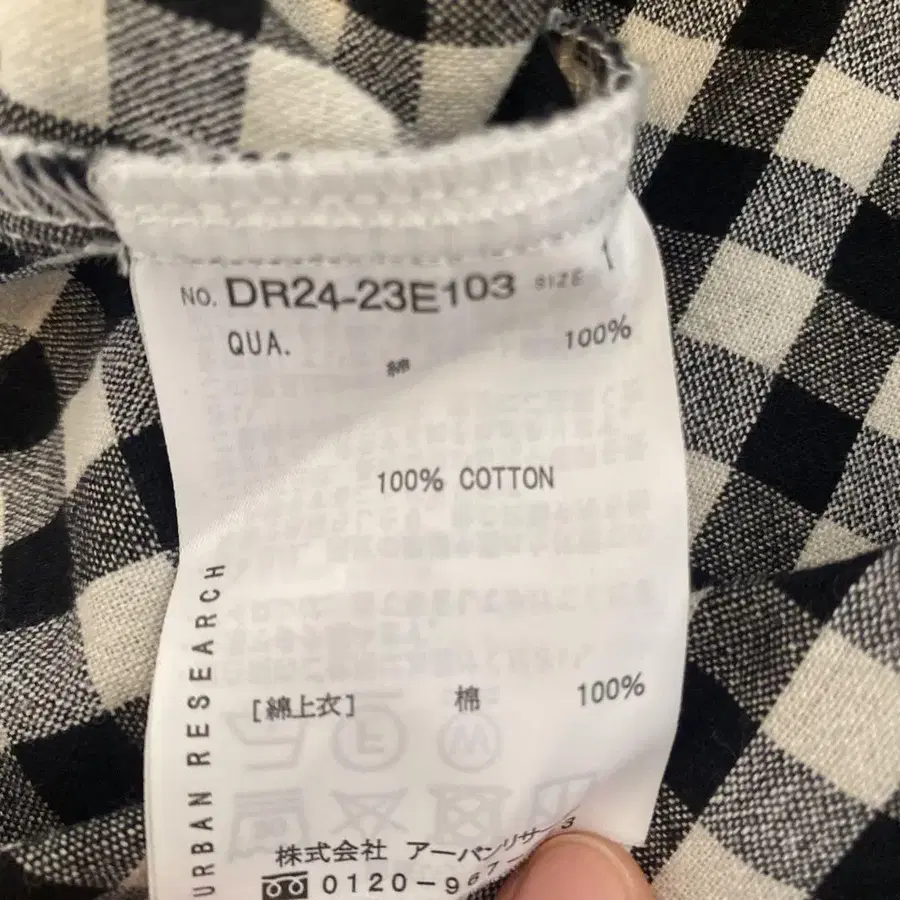 NO. DR24-23E103 SIZE 1
QUA.
綿 100%
100% COTTON
[綿上衣] 棉 100%
URBAN RESEARCH
株式会社 アーバンリサーチ
0120-967-